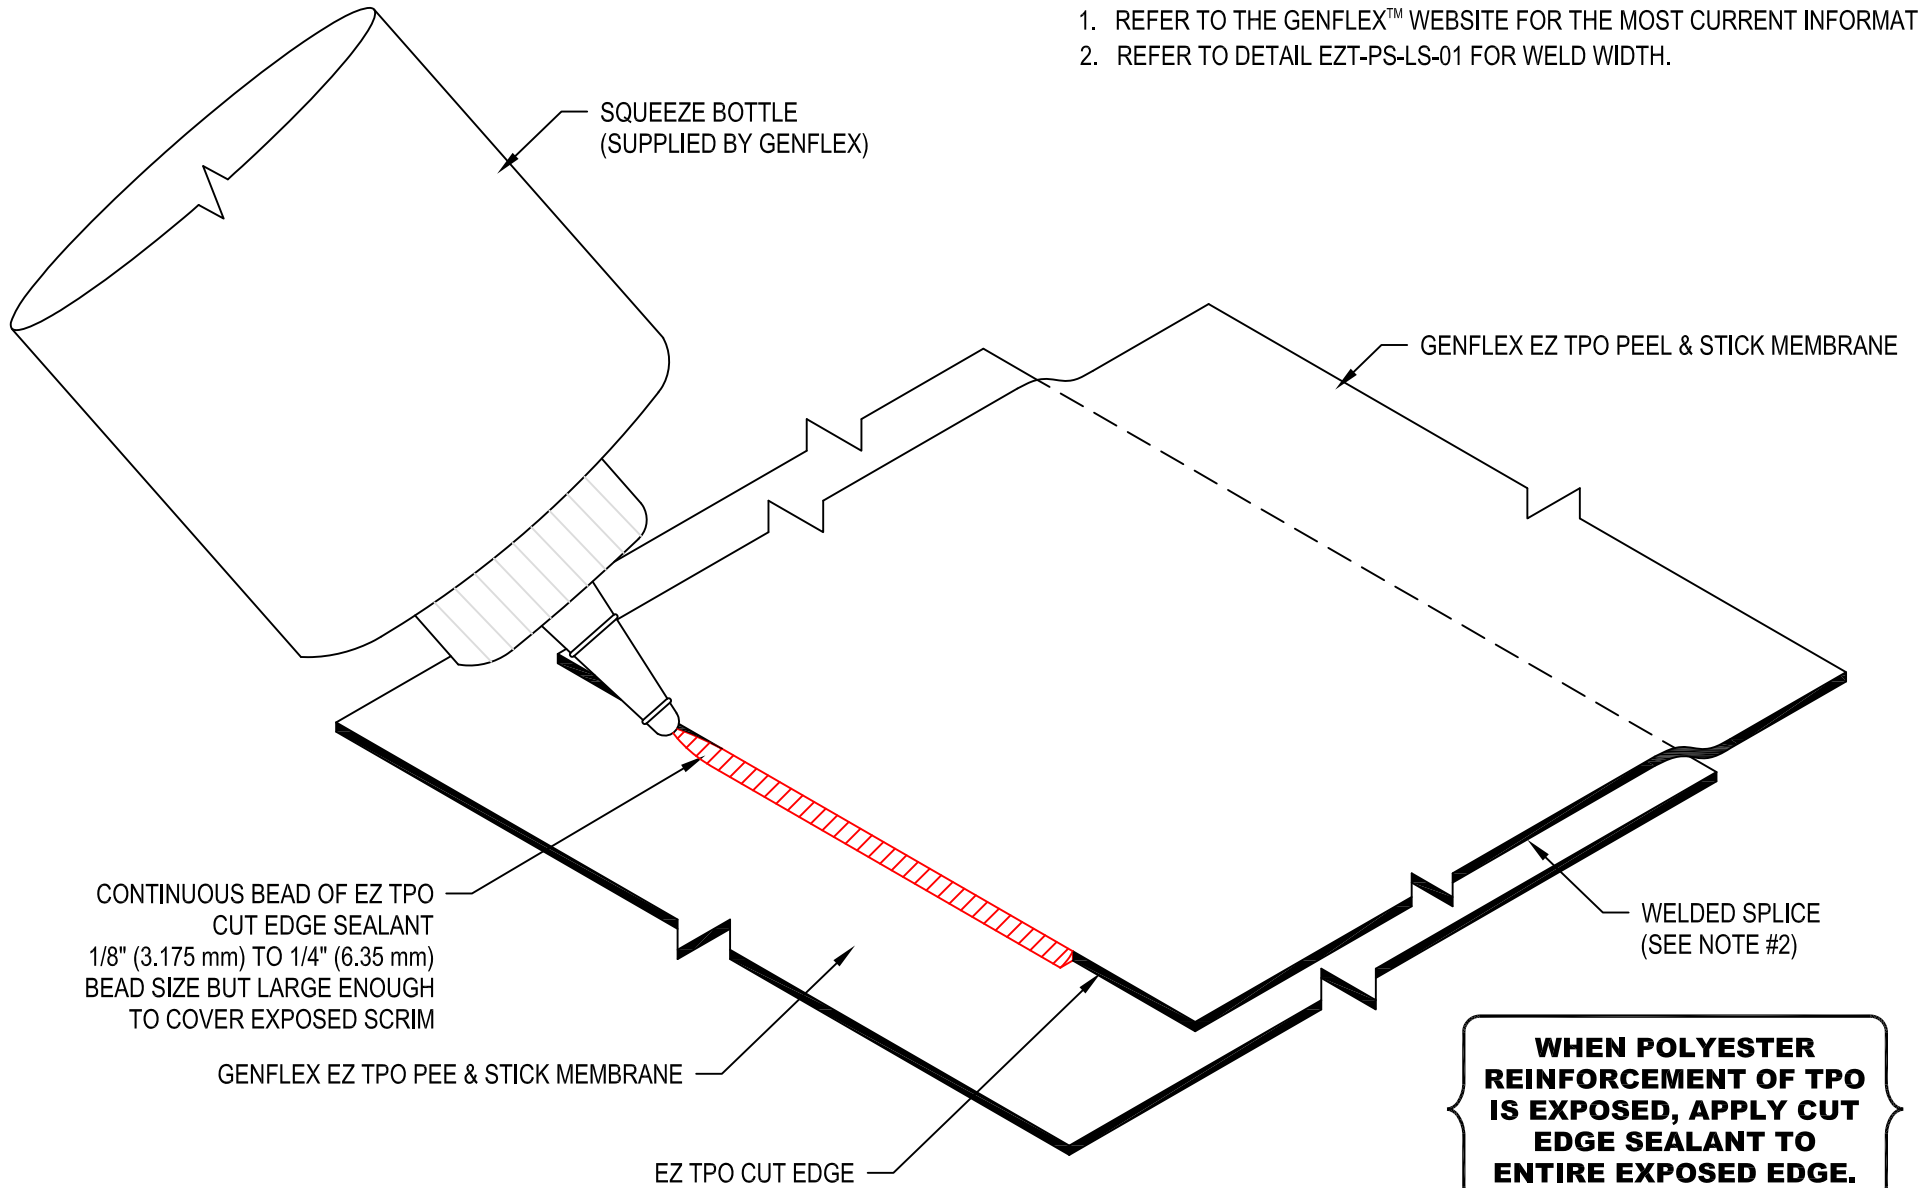 1. REFER TO THE GENFLEX™ WEBSITE FOR THE MOST CURRENT INFORMAT
2. REFER TO DETAIL EZT-PS-LS-01 FOR WELD WIDTH.
SQUEEZE BOTTLE
(SUPPLIED BY GENFLEX)
GENFLEX EZ TPO PEEL & STICK MEMBRANE
CONTINUOUS BEAD OF EZ TPO
CUT EDGE SEALANT
1/8" (3.175 mm) TO 1/4" (6.35 mm)
BEAD SIZE BUT LARGE ENOUGH
TO COVER EXPOSED SCRIM
WELDED SPLICE
(SEE NOTE #2)
GENFLEX EZ TPO PEE & STICK MEMBRANE
EZ TPO CUT EDGE
WHEN POLYESTER
REINFORCEMENT OF TPO
IS EXPOSED, APPLY CUT
EDGE SEALANT TO
ENTIRE EXPOSED EDGE.